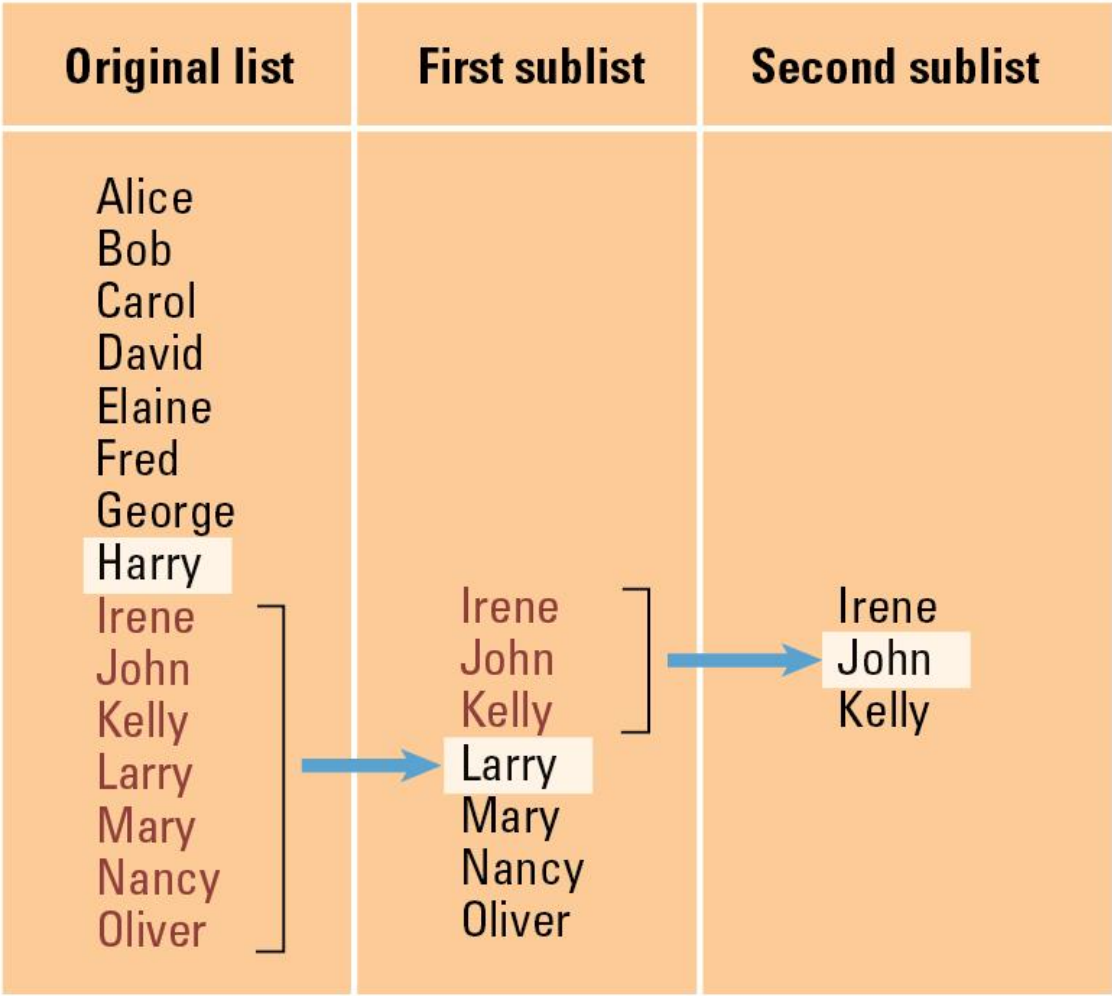 Original list
First sublist
Second sublist
Alice
Bob
Carol
David
Elaine
Fred
George
Harry
Irene
John
Kelly
Larry
Mary
Nancy
Oliver
Irene
John
Kelly
Larry
Mary
Nancy
Oliver
Irene
John
Kelly